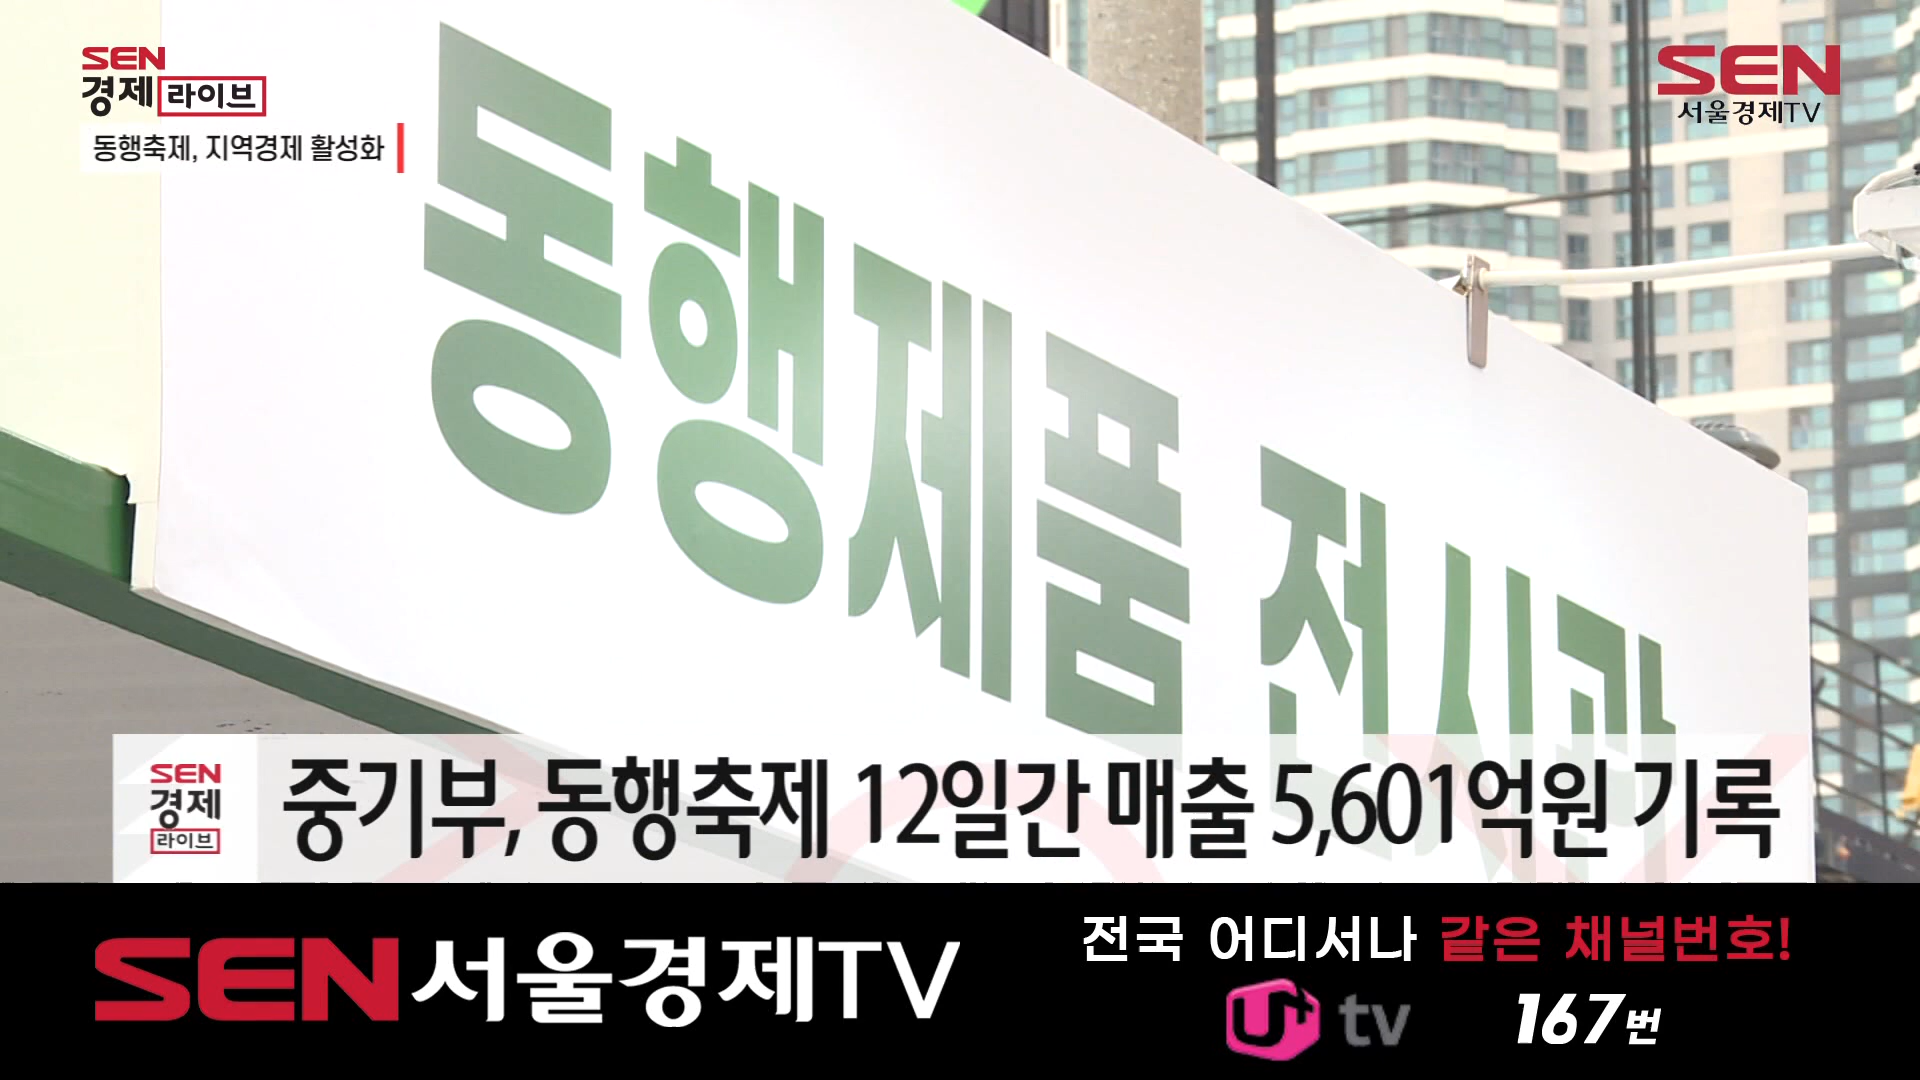 SEN
경제 라이브
동행축제, 지역경제 활성화
SEN
서울경제TV
동행제품 전시관
SEN
경제
라이브
중기부, 동행축제 12일간 매출 5,601억원 기록
SEN 서울경제TV
전국 어디서나 같은 채널번호!
U+ tv 167번